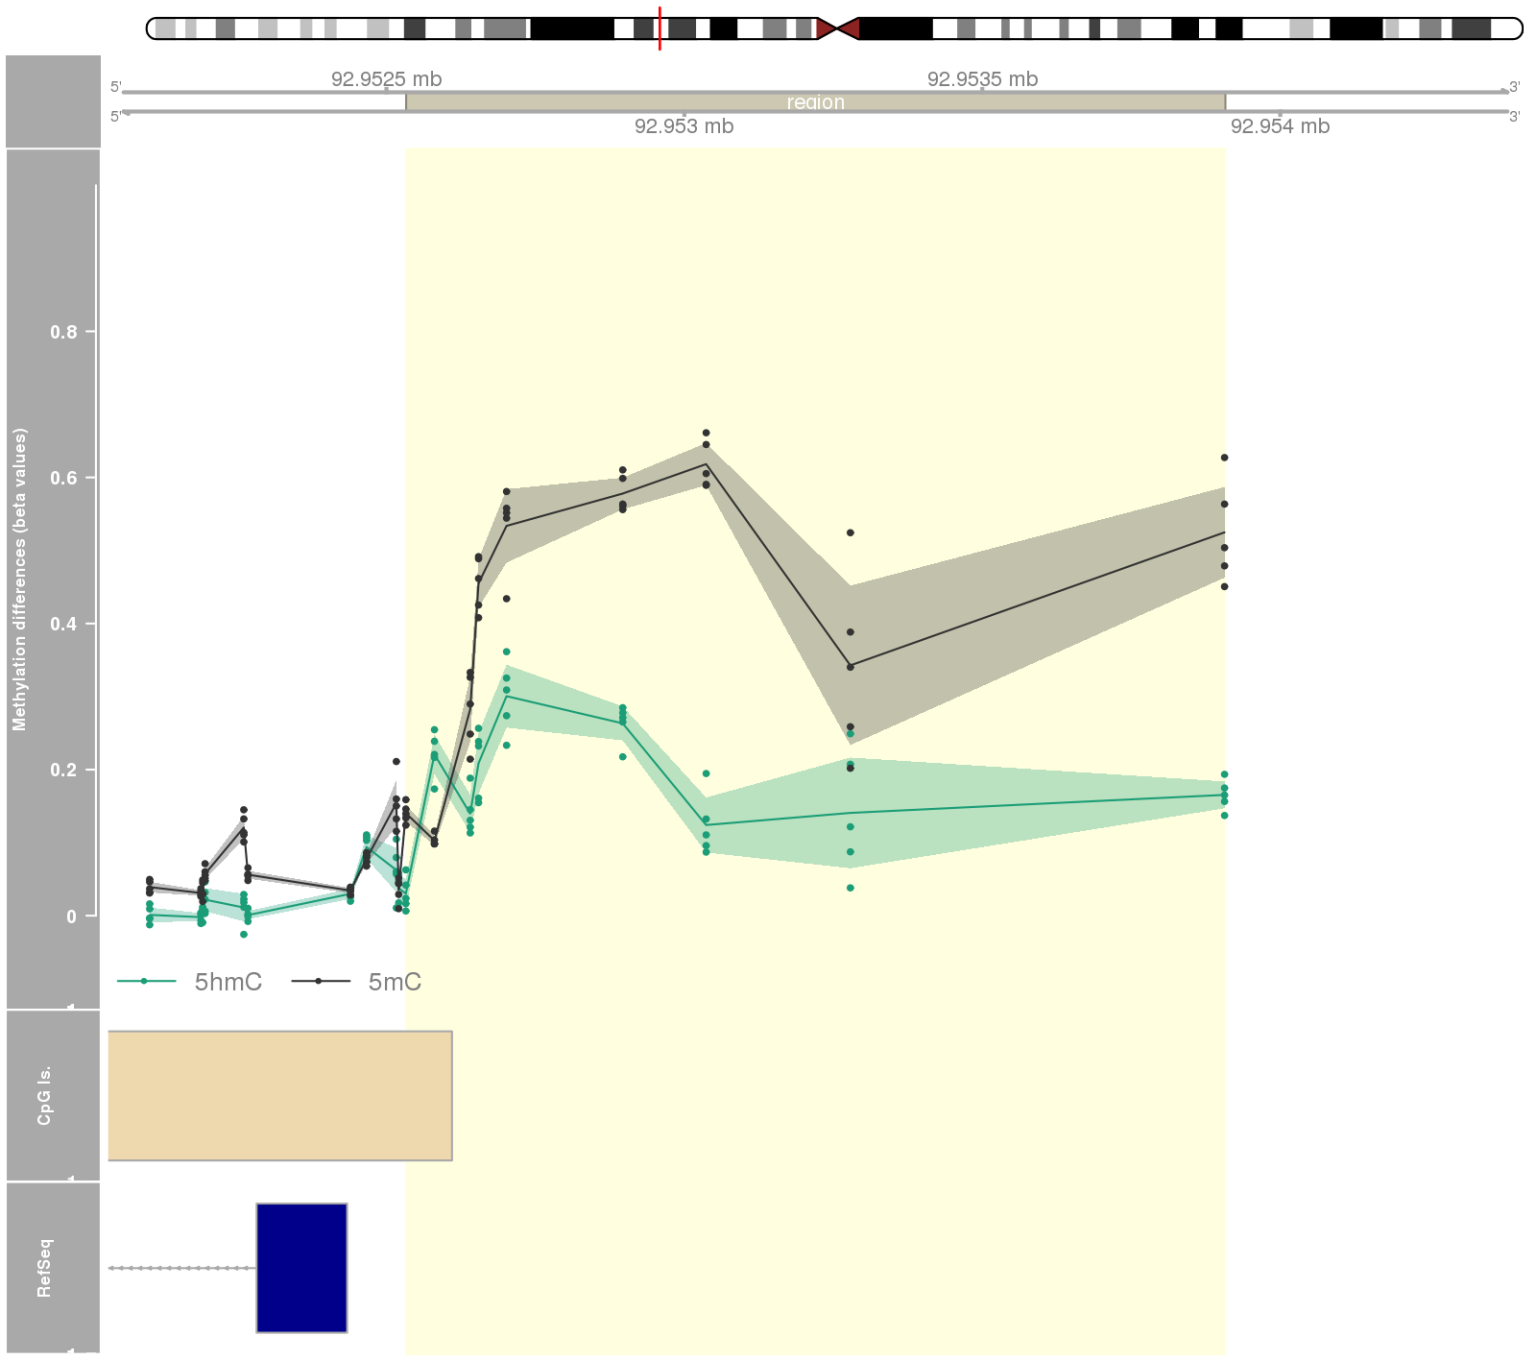 92.9525 mb
92.9535 mb
5'
3'
region
5'
3'
92.953 mb
92.954 mb
Methylation differences (beta values)
0.8
0.6
0.4
0.2
0
5hmC
5mC
CpG Is.
RefSeq